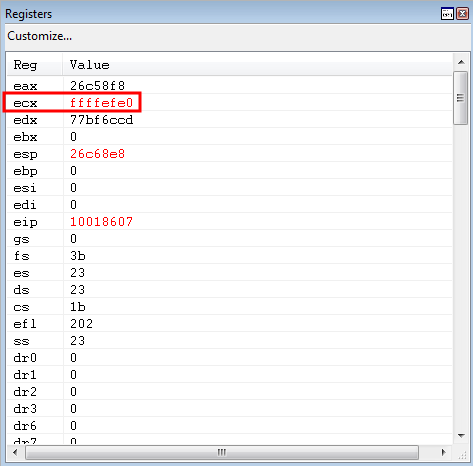 Registers
Customize...
Reg Value
eax 26c58f8
ecx ffffefe0
edx 77bf6ccd
ebx 0
esp 26c68e8
ebp 0
esi 0
edi 0
eip 10018607
gs 0
fs 3b
es 23
ds 23
cs 1b
efl 202
ss 23
dr0 0
dr1 0
dr2 0
dr3 0
dr6 0
dr7 0